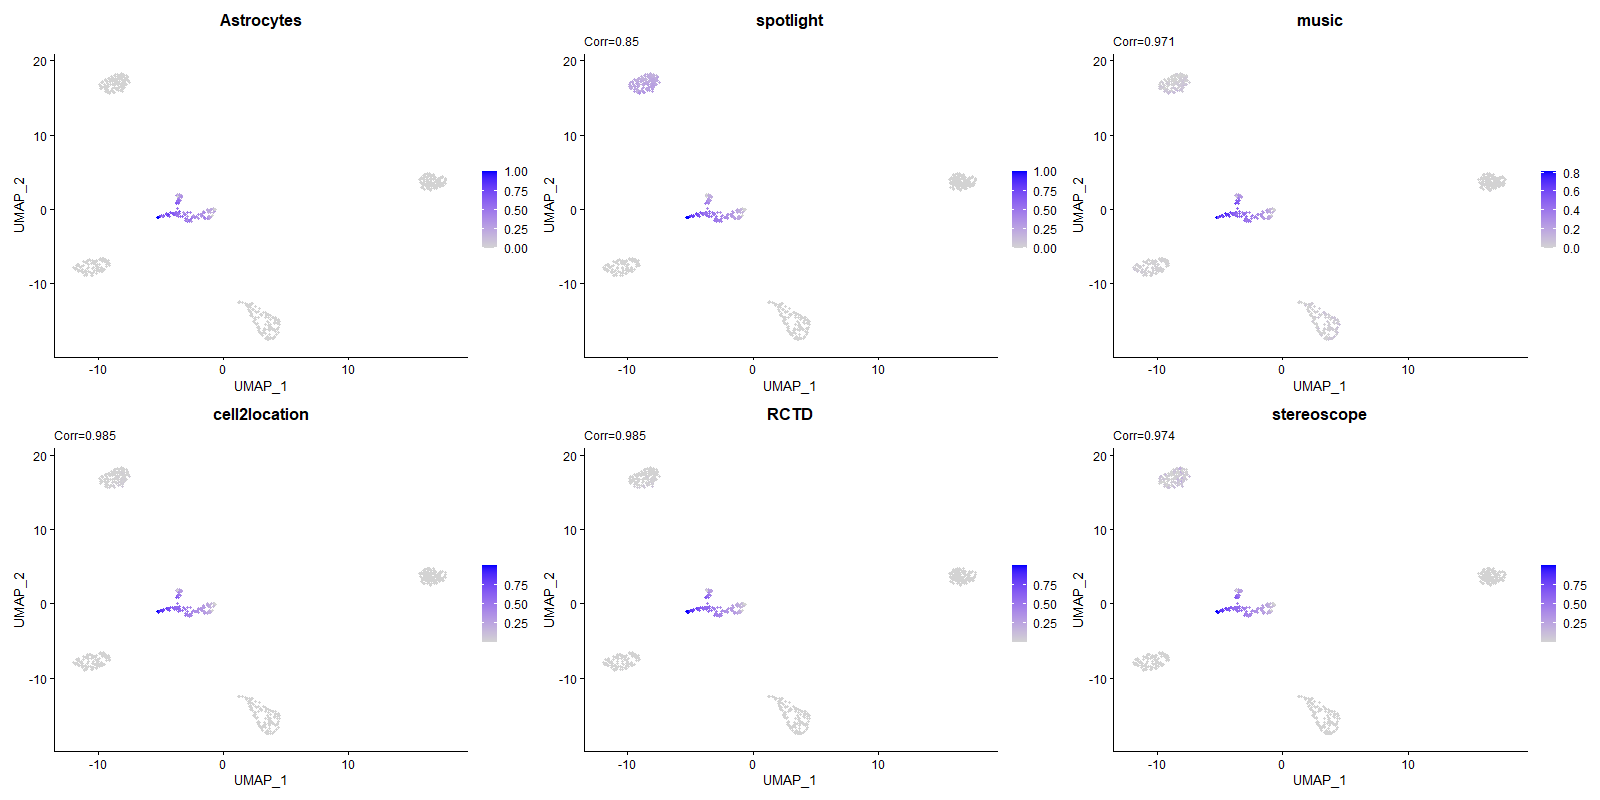 Astrocytes
20
10
0
-10
UMAP_2
-10
0
10
UMAP_1
1.00
0.75
0.50
0.25
0.00
spotlight
Corr=0.85
20
10
0
-10
UMAP_2
-10
0
10
UMAP_1
1.00
0.75
0.50
0.25
0.00
music
Corr=0.971
20
10
0
-10
UMAP_2
-10
0
10
UMAP_1
0.8
0.6
0.4
0.2
0.0
cell2location
Corr=0.985
20
10
0
-10
UMAP_2
-10
0
10
UMAP_1
0.75
0.50
0.25
RCTD
Corr=0.985
20
10
0
-10
UMAP_2
-10
0
10
UMAP_1
0.75
0.50
0.25
stereoscope
Corr=0.974
20
10
0
-10
UMAP_2
-10
0
10
UMAP_1
0.75
0.50
0.25